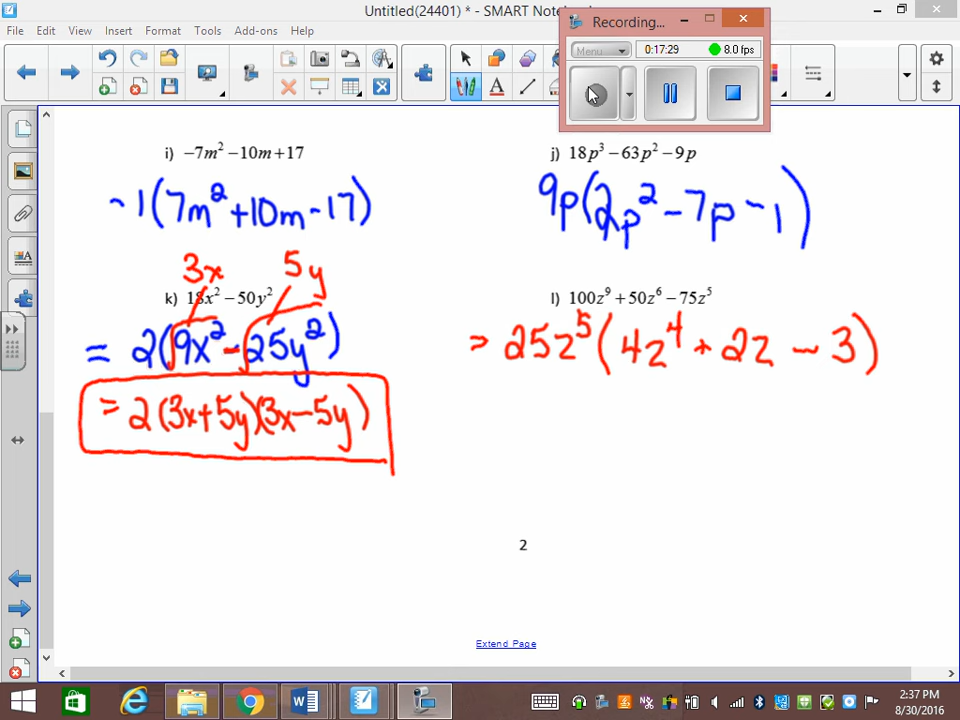 Untitled(24401) * - SMART Noteb
Recording...
File Edit View Insert Format Tools Add-ons Help
Menu 0:17:29 8.0 fps
i) −7m² −10m +17
j) 18p³ −63p² −9p
-1(7m²+10m-17)
9p(2p²-7p-1)
3x 5y
k) 18x² −50y²
l) 100z⁹ +50z⁶ −75z⁵
= 2(9x²-25y²)
= 25z⁵(4z⁴+2z-3)
= 2(3x+5y)(3x-5y)
2
Extend Page
2:37 PM
8/30/2016